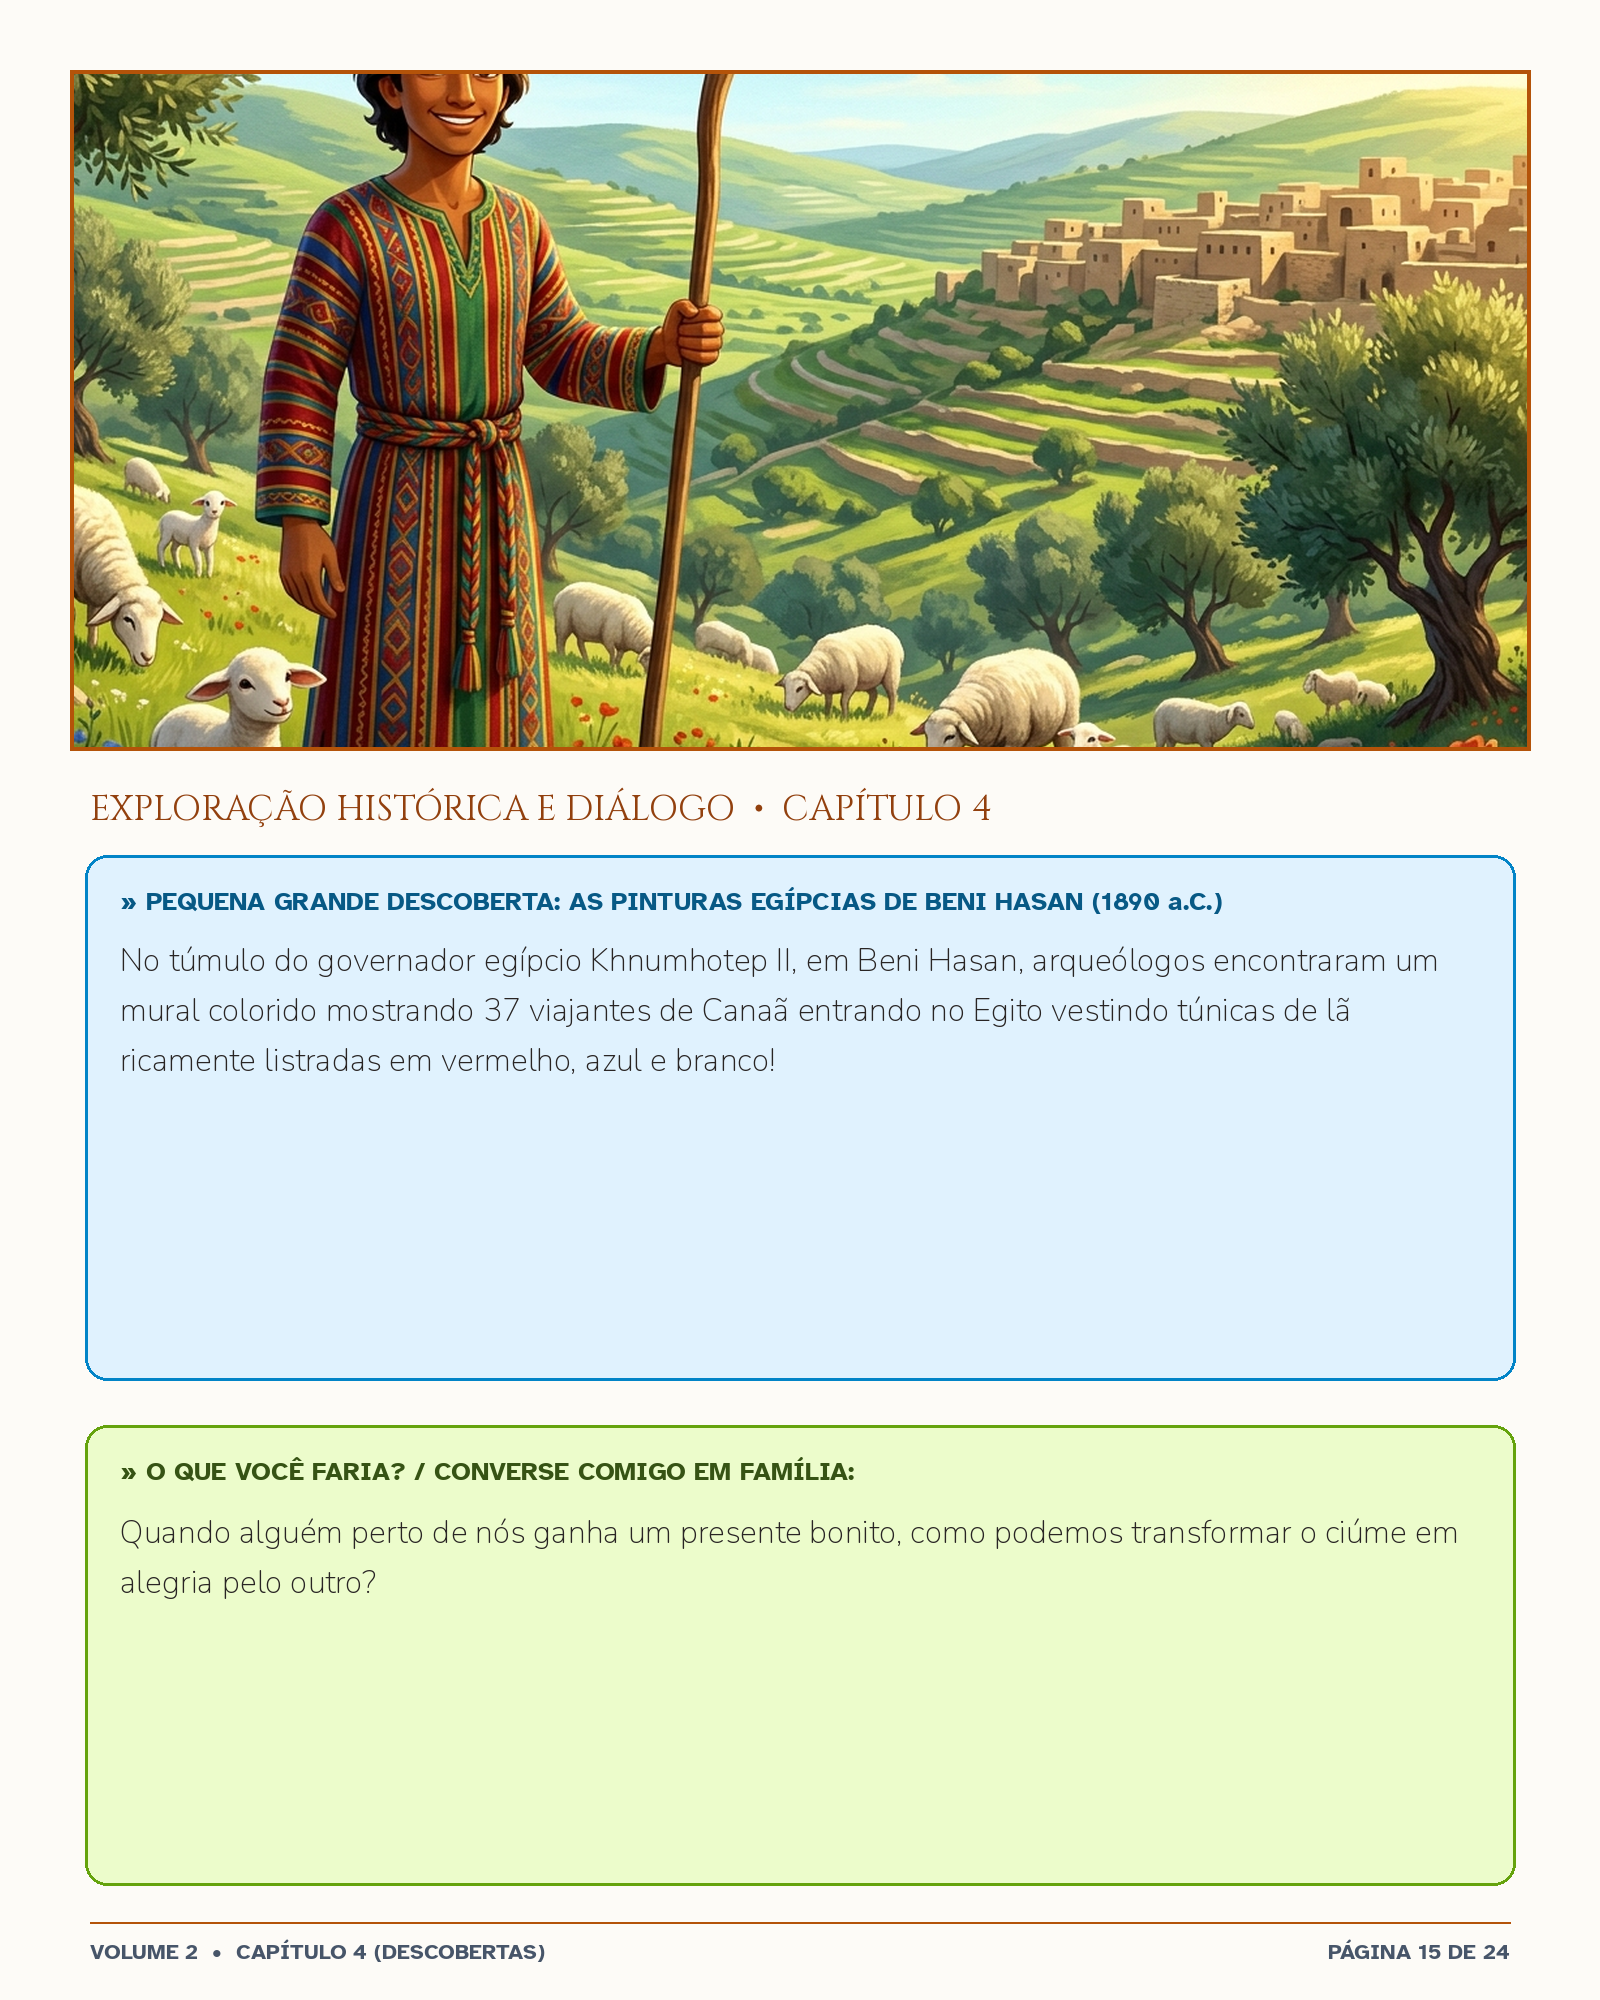 EXPLORAÇÃO HISTÓRICA E DIÁLOGO • CAPÍTULO 4
» PEQUENA GRANDE DESCOBERTA: AS PINTURAS EGÍPCIAS DE BENI HASAN (1890 a.C.)
No túmulo do governador egípcio Khnumhotep II, em Beni Hasan, arqueólogos encontraram um
mural colorido mostrando 37 viajantes de Canaã entrando no Egito vestindo túnicas de lã
ricamente listradas em vermelho, azul e branco!
» O QUE VOCÊ FARIA? / CONVERSE COMIGO EM FAMÍLIA:
Quando alguém perto de nós ganha um presente bonito, como podemos transformar o ciúme em
alegria pelo outro?
VOLUME 2 • CAPÍTULO 4 (DESCOBERTAS)
PÁGINA 15 DE 24